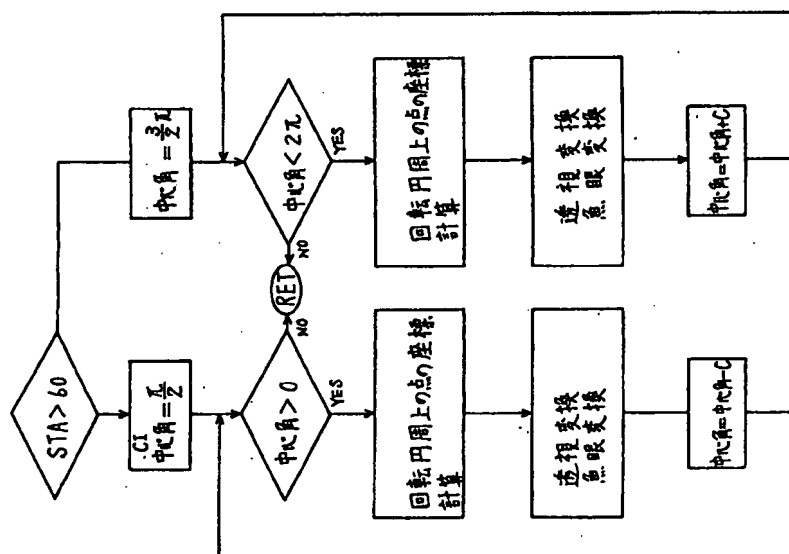 STA>60
CI
中心角=π/2
中心角=3/2π
中心角>0
NO
RET
NO
中心角<2π
YES
YES
回転円周上の点の座標
計算
回転円周上の点の座標
計算
透視変換
魚眼変換
透視変換
魚眼変換
中心角=中心角-C
中心角=中心角+C